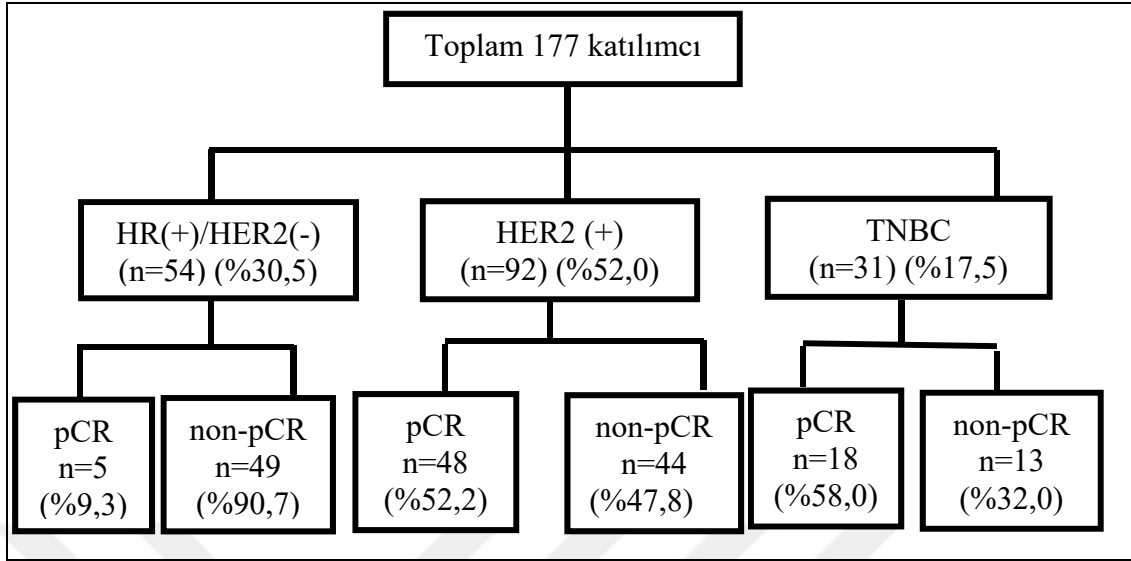 Toplam 177 katılımcı
HR(+)/HER2(-)
(n=54) (%30,5)
HER2 (+)
(n=92) (%52,0)
TNBC
(n=31) (%17,5)
pCR
n=5
(%9,3)
non-pCR
n=49
(%90,7)
pCR
n=48
(%52,2)
non-pCR
n=44
(%47,8)
pCR
n=18
(%58,0)
non-pCR
n=13
(%32,0)